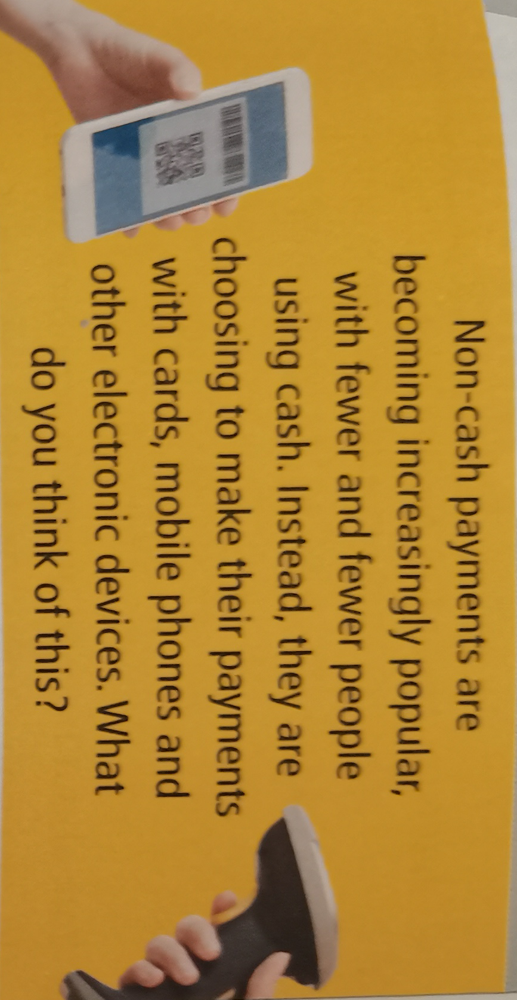 Non-cash payments are
becoming increasingly popular,
with fewer and fewer people
using cash. Instead, they are
choosing to make their payments
with cards, mobile phones and
other electronic devices. What
do you think of this?